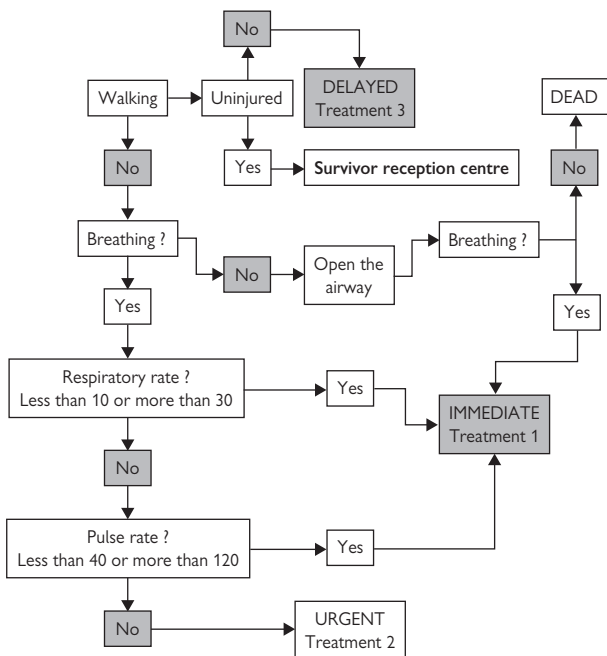 No
Walking
Uninjured
DELAYED
Treatment 3
DEAD
No
Yes
Survivor reception centre
No
Breathing ?
No
Open the
airway
Breathing ?
Yes
Yes
Respiratory rate ?
Less than 10 or more than 30
Yes
IMMEDIATE
Treatment 1
No
Pulse rate ?
Less than 40 or more than 120
Yes
No
URGENT
Treatment 2